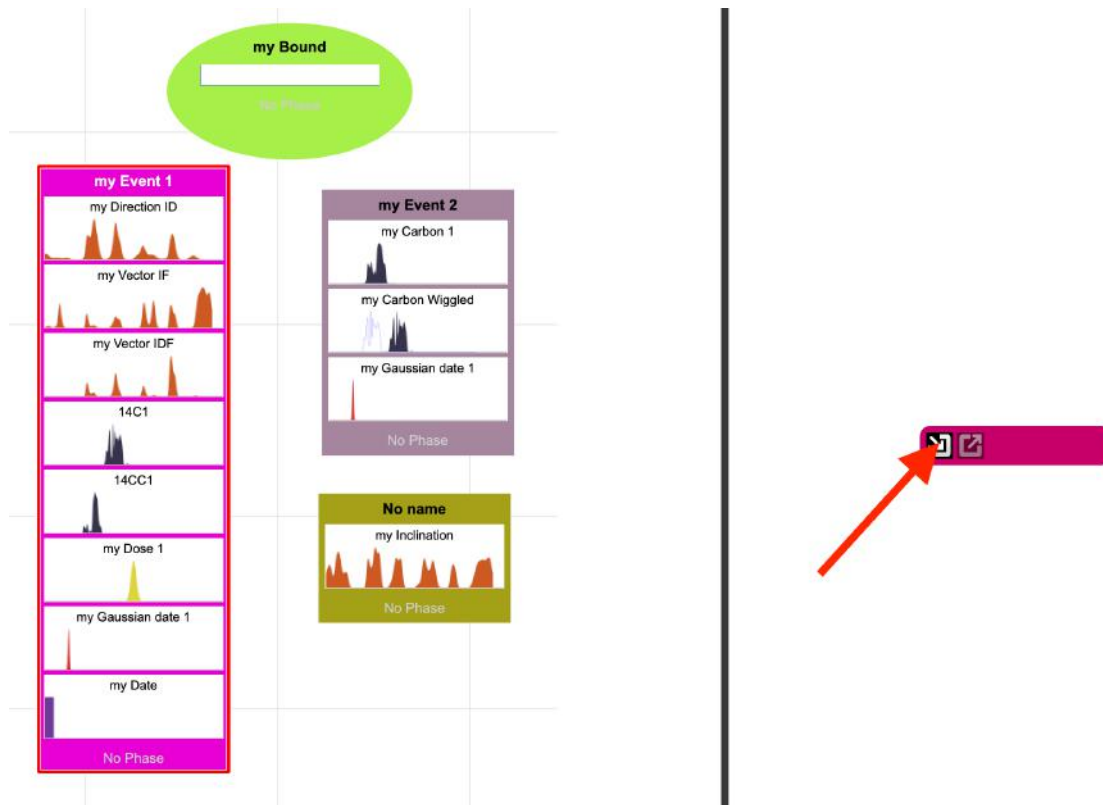 my Bound
No Phase
my Event 1
my Direction ID
my Vector IF
my Vector IDF
14C1
14CC1
my Dose 1
my Gaussian date 1
my Date
No Phase
my Event 2
my Carbon 1
my Carbon Wiggled
my Gaussian date 1
No Phase
No name
my Inclination
No Phase